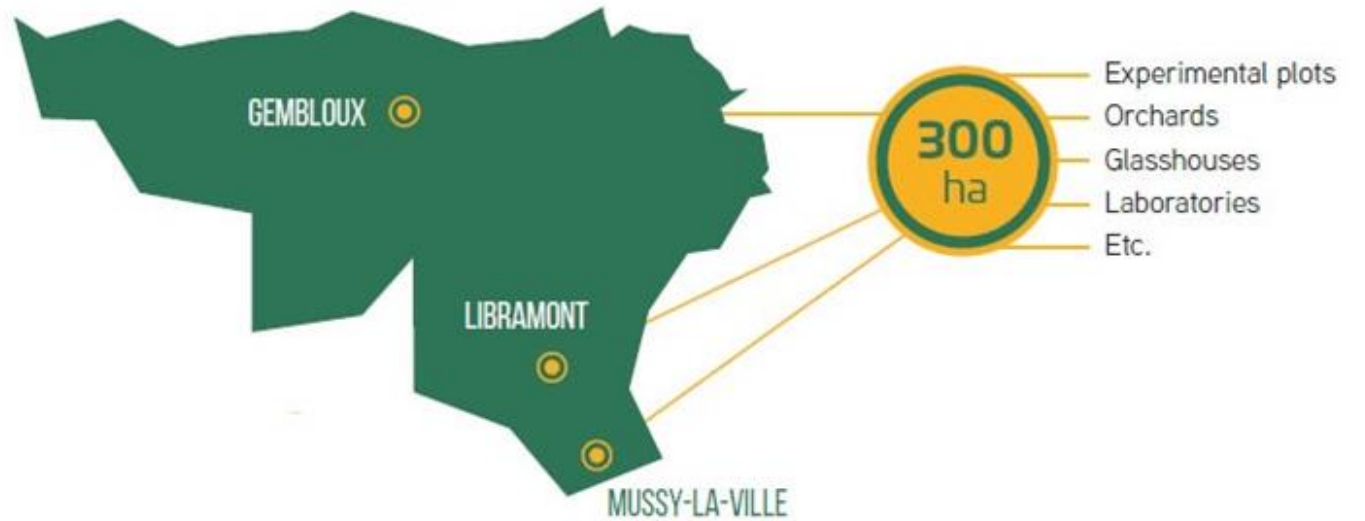 GEMBLOUX
LIBRAMONT
MUSSY-LA-VILLE
300
ha
Experimental plots
Orchards
Glasshouses
Laboratories
Etc.